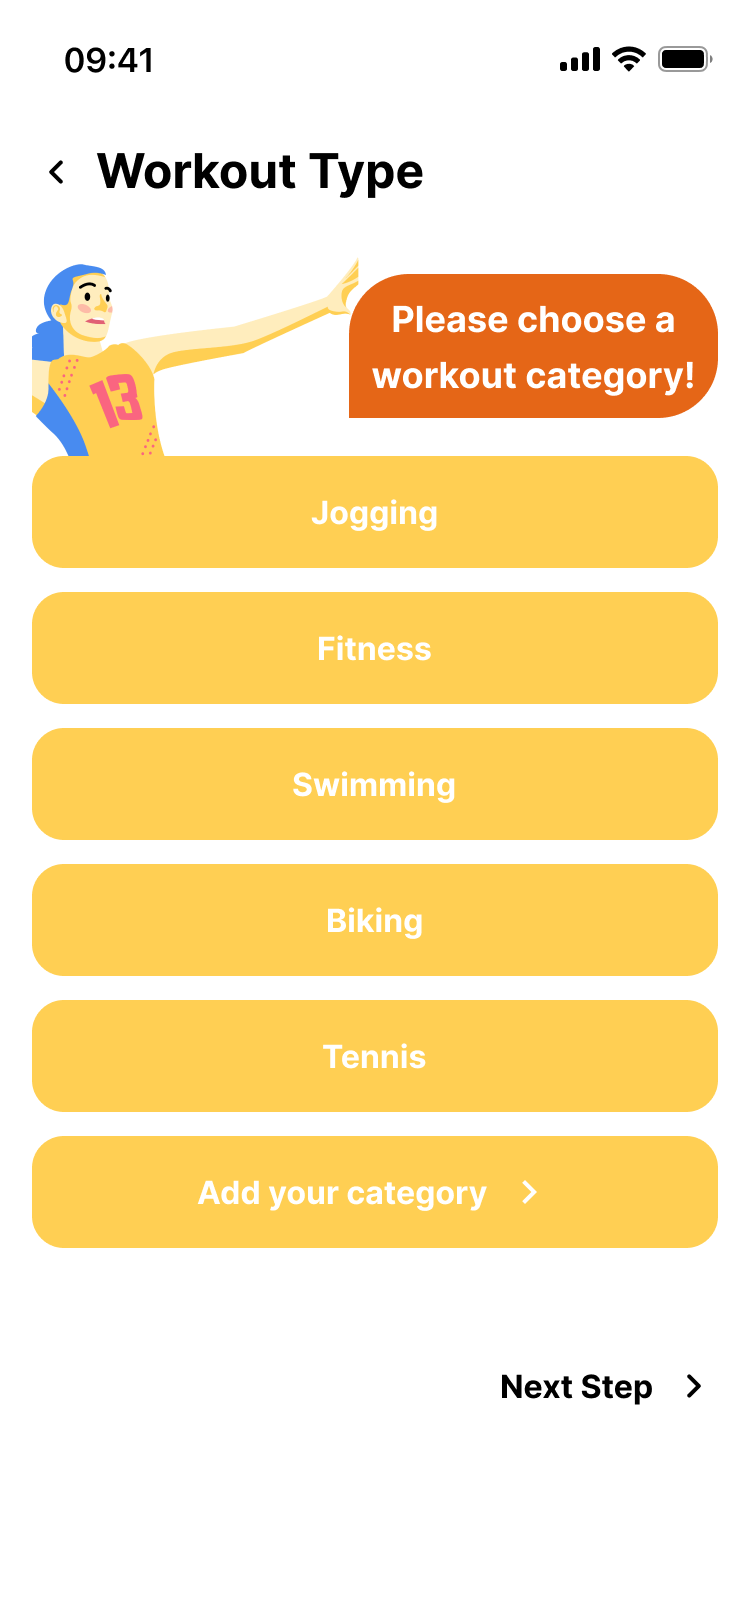 09:41
Workout Type
Please choose a
workout category!
13
Jogging
Fitness
Swimming
Biking
Tennis
Add your category
Next Step